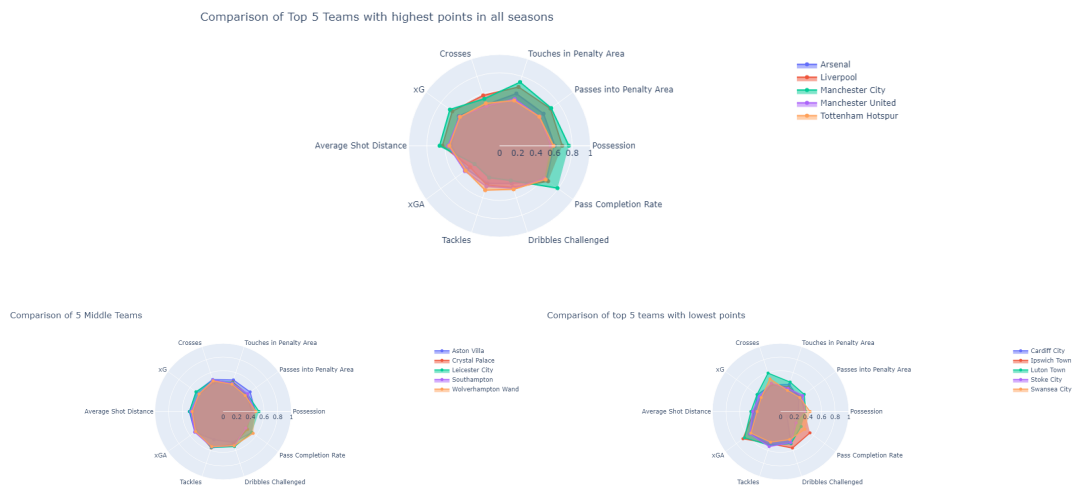 Comparison of Top 5 Teams with highest points in all seasons
Crosses
Touches in Penalty Area
xG
Passes into Penalty Area
Average Shot Distance
0 0.2 0.4 0.6 0.8 1
Possession
xGA
Pass Completion Rate
Tackles
Dribbles Challenged
Arsenal
Liverpool
Manchester City
Manchester United
Tottenham Hotspur
Comparison of 5 Middle Teams
Crosses
Touches in Penalty Area
xG
Passes into Penalty Area
Average Shot Distance
0 0.2 0.4 0.6 0.8 1
Possession
xGA
Pass Completion Rate
Tackles
Dribbles Challenged
Aston Villa
Crystal Palace
Leicester City
Southampton
Wolverhampton Wand
Comparison of top 5 teams with lowest points
Crosses
Touches in Penalty Area
xG
Passes into Penalty Area
Average Shot Distance
0 0.2 0.4 0.6 0.8 1
Possession
xGA
Pass Completion Rate
Tackles
Dribbles Challenged
Cardiff City
Ipswich Town
Luton Town
Stoke City
Swansea City